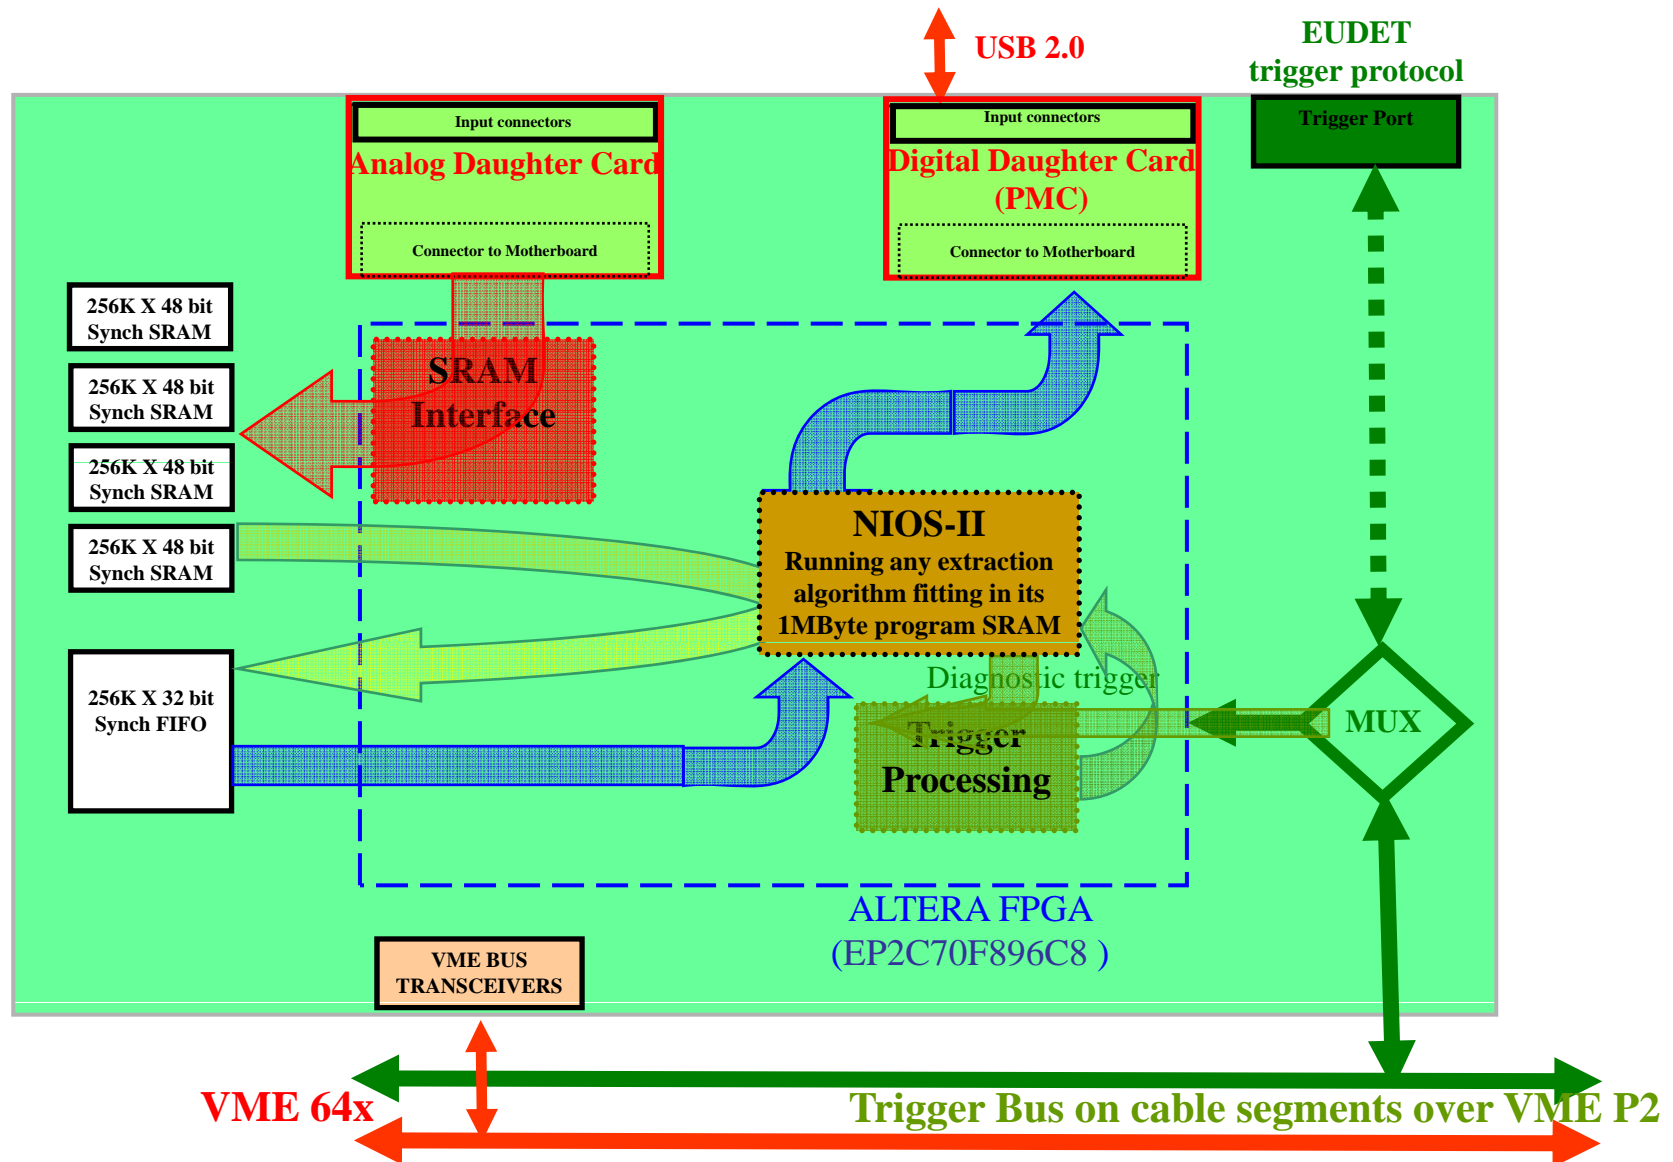 USB 2.0
EUDET
trigger protocol
Input connectors
Analog Daughter Card
Connector to Motherboard
Input connectors
Digital Daughter Card
(PMC)
Connector to Motherboard
Trigger Port
256K X 48 bit
Synch SRAM
256K X 48 bit
Synch SRAM
256K X 48 bit
Synch SRAM
256K X 48 bit
Synch SRAM
SRAM
Interface
NIOS-II
Running any extraction
algorithm fitting in its
1MByte program SRAM
Diagnostic trigger
256K X 32 bit
Synch FIFO
Trigger
Processing
MUX
ALTERA FPGA
(EP2C70F896C8 )
VME BUS
TRANSCEIVERS
VME 64x
Trigger Bus on cable segments over VME P2